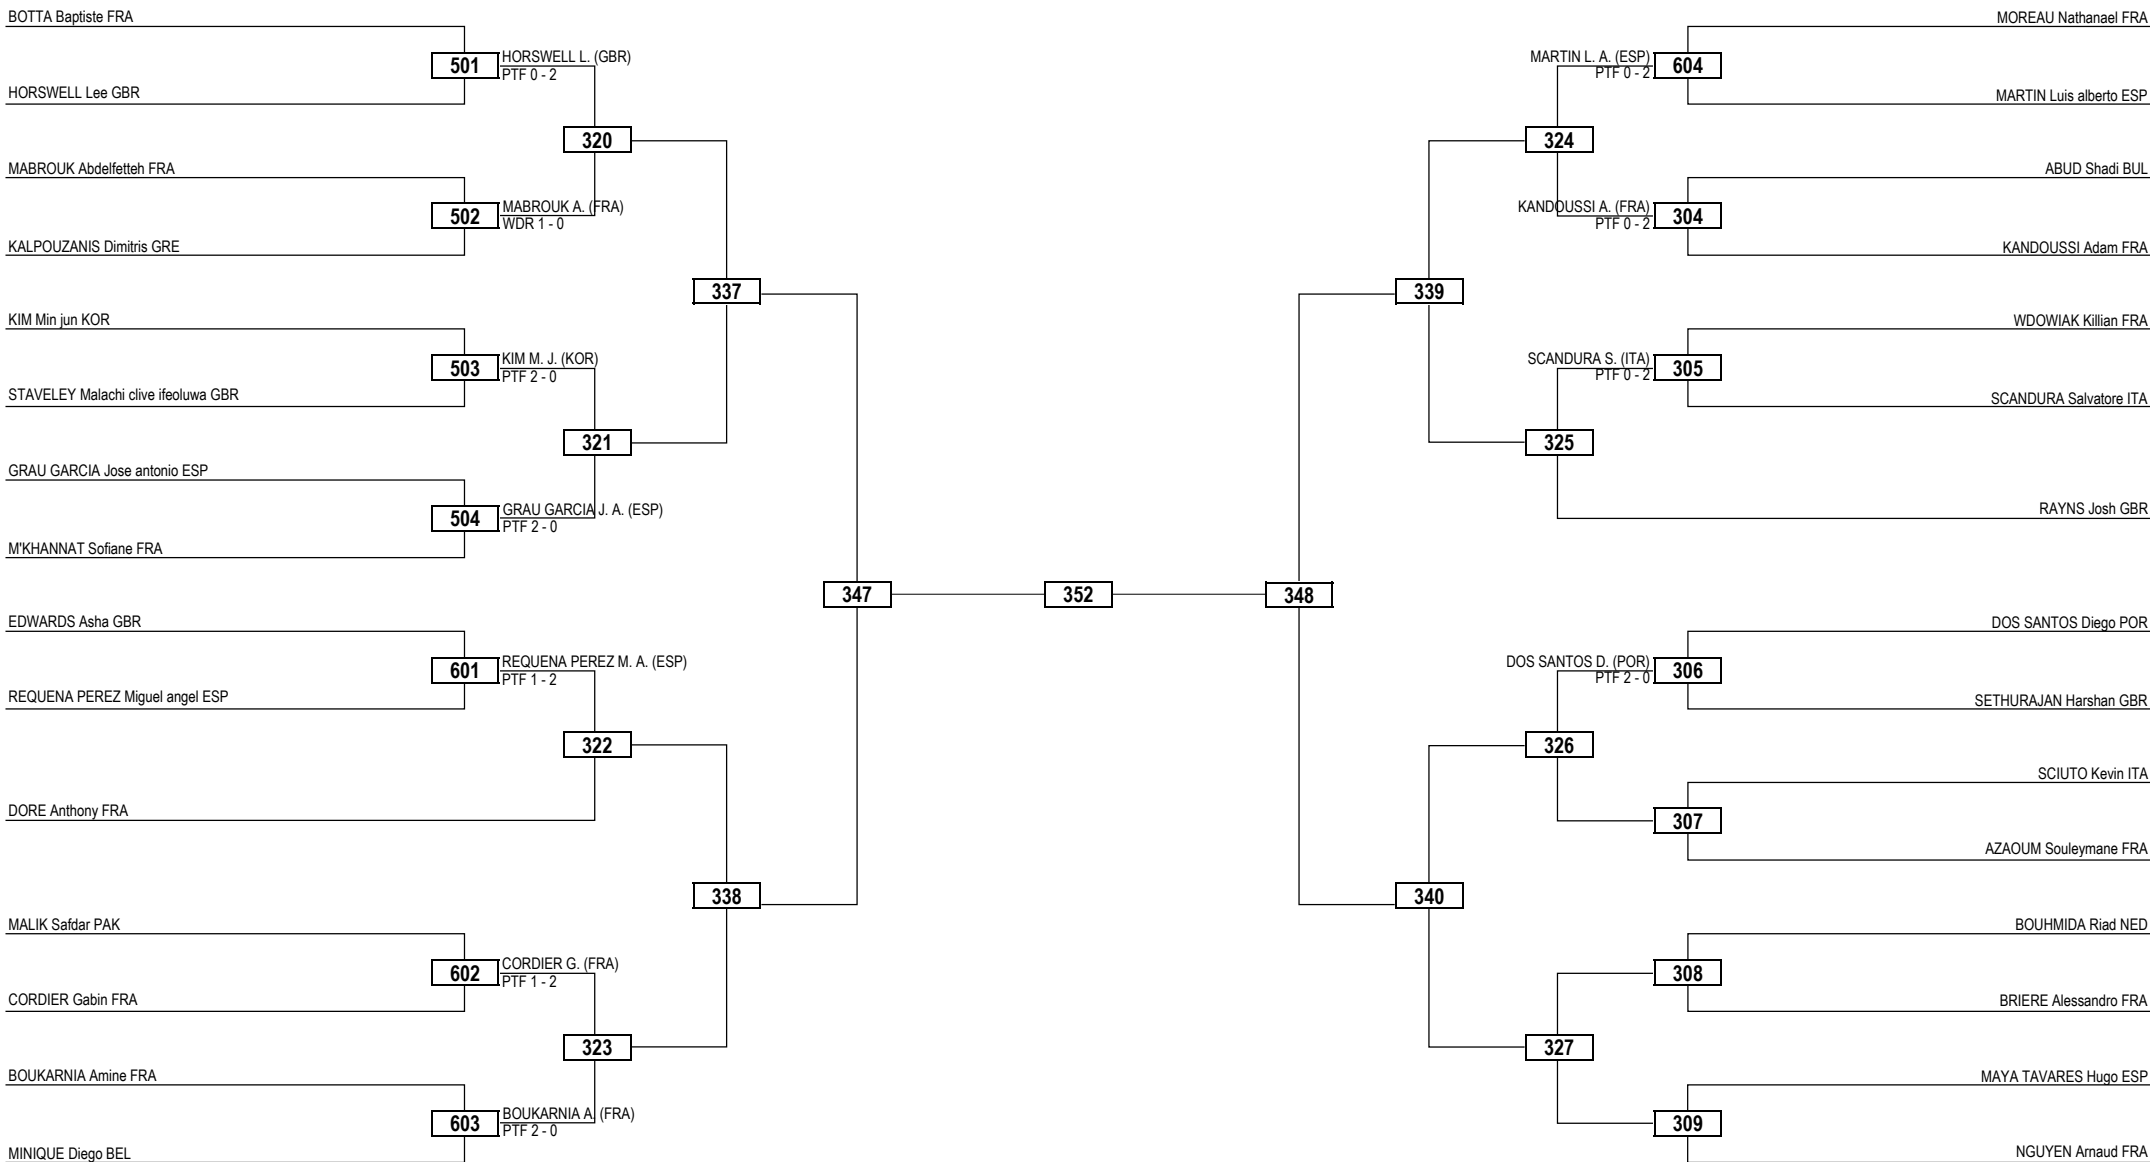 BOTTA Baptiste FRA
501
HORSWELL L. (GBR)
PTF 0 - 2
HORSWELL Lee GBR
320
MABROUK Abdelfetteh FRA
502
MABROUK A. (FRA)
WDR 1 - 0
KALPOUZANIS Dimitris GRE
337
KIM Min jun KOR
503
KIM M. J. (KOR)
PTF 2 - 0
STAVELEY Malachi clive ifeoluwa GBR
321
GRAU GARCIA Jose antonio ESP
504
GRAU GARCIA J. A. (ESP)
PTF 2 - 0
M'KHANNAT Sofiane FRA
347
EDWARDS Asha GBR
601
REQUENA PEREZ M. A. (ESP)
PTF 1 - 2
REQUENA PEREZ Miguel angel ESP
322
DORE Anthony FRA
338
MALIK Safdar PAK
602
CORDIER G. (FRA)
PTF 1 - 2
CORDIER Gabin FRA
323
BOUKARNIA Amine FRA
603
BOUKARNIA A. (FRA)
PTF 2 - 0
MINIQUE Diego BEL
352
MOREAU Nathanael FRA
MARTIN L. A. (ESP)
PTF 0 - 2
604
MARTIN Luis alberto ESP
324
ABUD Shadi BUL
KANDOUSSI A. (FRA)
PTF 0 - 2
304
KANDOUSSI Adam FRA
339
WDOWIAK Killian FRA
SCANDURA S. (ITA)
PTF 0 - 2
305
SCANDURA Salvatore ITA
325
RAYNS Josh GBR
348
DOS SANTOS Diego POR
DOS SANTOS D. (POR)
PTF 2 - 0
306
SETHURAJAN Harshan GBR
326
SCIUTO Kevin ITA
307
AZAOUM Souleymane FRA
340
BOUHMIDA Riad NED
308
BRIERE Alessandro FRA
327
MAYA TAVARES Hugo ESP
309
NGUYEN Arnaud FRA